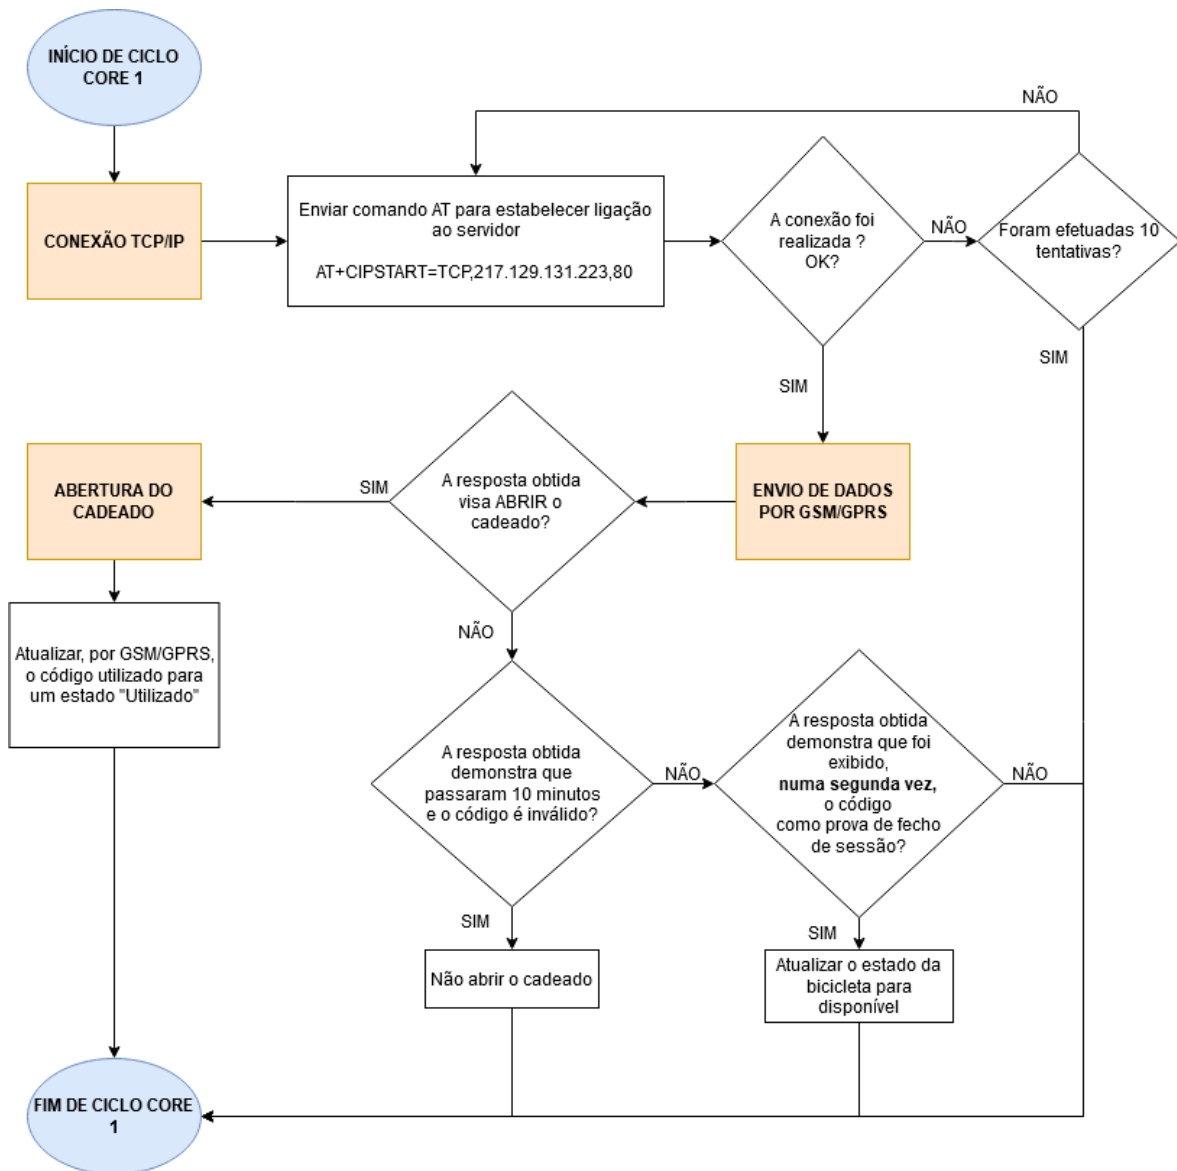 INÍCIO DE CICLO
CORE 1
NÃO
CONEXÃO TCP/IP
Enviar comando AT para estabelecer ligação
ao servidor
AT+CIPSTART=TCP,217.129.131.223,80
A conexão foi
realizada ?
OK?
NÃO
Foram efetuadas 10
tentativas?
SIM
SIM
ABERTURA DO
CADEADO
SIM
A resposta obtida
visa ABRIR o
cadeado?
ENVIO DE DADOS
POR GSM/GPRS
NÃO
Atualizar, por GSM/GPRS,
o código utilizado para
um estado "Utilizado"
A resposta obtida
demonstra que
passaram 10 minutos
e o código é inválido?
NÃO
A resposta obtida
demonstra que foi
exibido,
numa segunda vez,
o código
como prova de fecho
de sessão?
NÃO
SIM
SIM
Não abrir o cadeado
Atualizar o estado da
bicicleta para
disponível
FIM DE CICLO CORE
1